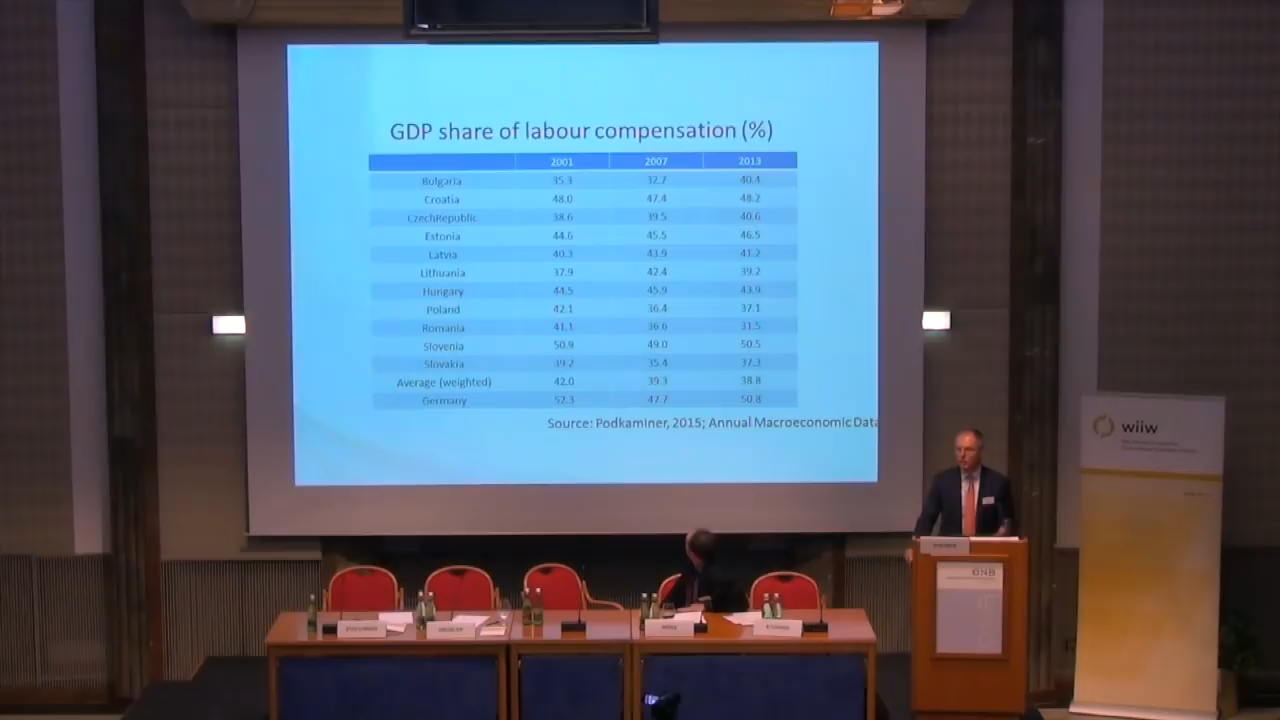 GDP share of labour compensation (%)
2001 2007 2013
Bulgaria 35.3 32.7 40.4
Croatia 48.0 47.4 48.2
CzechRepublic 38.6 39.5 40.6
Estonia 44.6 45.5 46.5
Latvia 40.3 43.9 41.2
Lithuania 37.9 42.4 39.2
Hungary 44.5 45.9 43.9
Poland 42.1 36.4 37.1
Romania 41.1 36.6 31.5
Slovenia 50.9 49.0 50.5
Slovakia 39.2 35.4 37.3
Average (weighted) 42.0 39.3 38.8
Germany 52.3 47.7 50.8
Source: Podkaminer, 2015; Annual Macroeconomic Data
wiiw